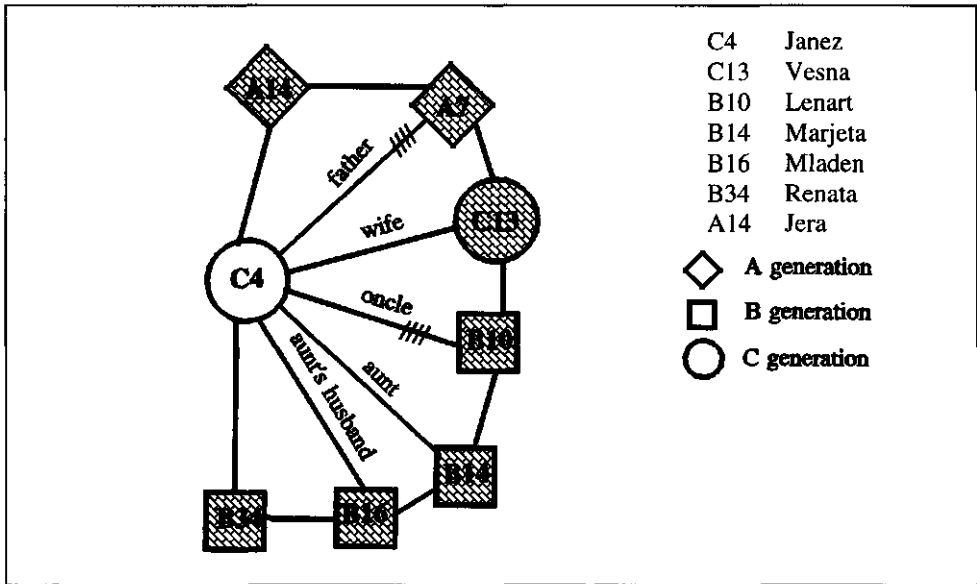 A14
A7
father
wife
C13
C4
oncle
B10
aunt
aunt's husband
B14
B34
B16
C4 Janez
C13 Vesna
B10 Lenart
B14 Marjeta
B16 Mladen
B34 Renata
A14 Jera
A generation
B generation
C generation